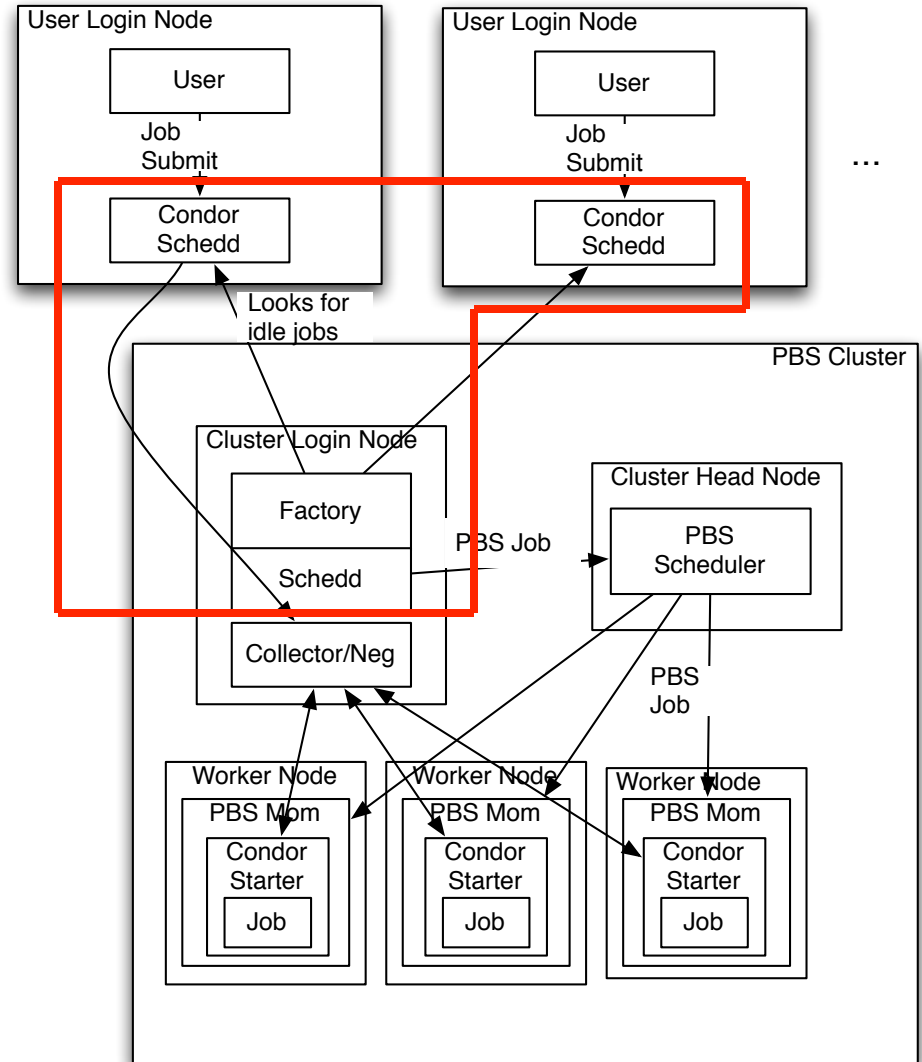 User Login Node
User
Job
Submit
Condor
Schedd
User Login Node
User
Job
Submit
Condor
Schedd
...
Looks for
idle jobs
PBS Cluster
Cluster Login Node
Factory
Schedd
Collector/Neg
PBS Job
Cluster Head Node
PBS
Scheduler
PBS
Job
Worker Node
PBS Mom
Condor
Starter
Job
Worker Node
PBS Mom
Condor
Starter
Job
Worker Node
PBS Mom
Condor
Starter
Job